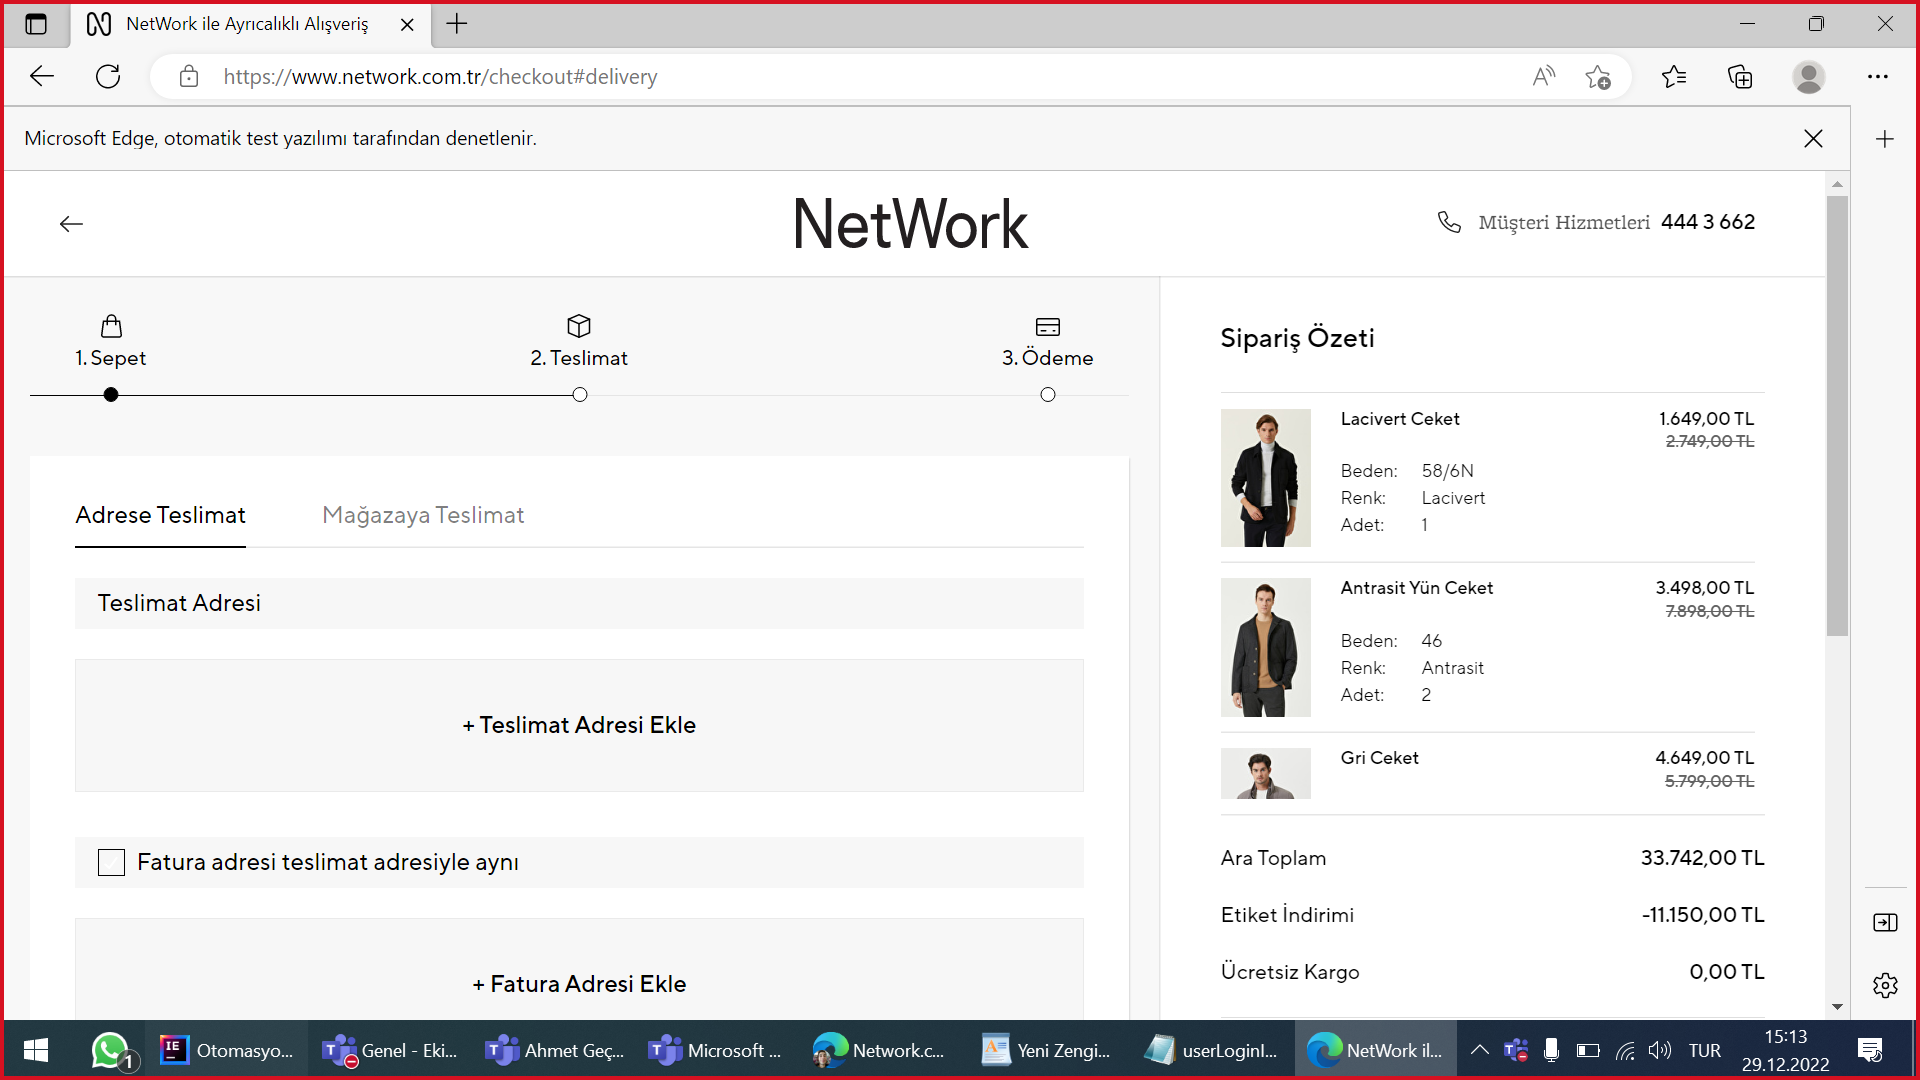 NetWork ile Ayrıcalıklı Alışveriş
https://www.network.com.tr/checkout#delivery
Microsoft Edge, otomatik test yazılımı tarafından denetlenir.
NetWork
Müşteri Hizmetleri 444 3 662
1. Sepet
2. Teslimat
3. Ödeme
Adrese Teslimat
Mağazaya Teslimat
Teslimat Adresi
+ Teslimat Adresi Ekle
Fatura adresi teslimat adresiyle aynı
+ Fatura Adresi Ekle
Sipariş Özeti
Lacivert Ceket 1.649,00 TL
2.749,00 TL
Beden: 58/6N
Renk: Lacivert
Adet: 1
Antrasit Yün Ceket 3.498,00 TL
7.898,00 TL
Beden: 46
Renk: Antrasit
Adet: 2
Gri Ceket 4.649,00 TL
5.799,00 TL
Ara Toplam 33.742,00 TL
Etiket İndirimi -11.150,00 TL
Ücretsiz Kargo 0,00 TL
1
IE
Otomasyo...
Genel - Eki...
Ahmet Geç...
Microsoft ...
Network.c...
Yeni Zengi...
userLoginI...
NetWork il...
TUR
15:13
29.12.2022